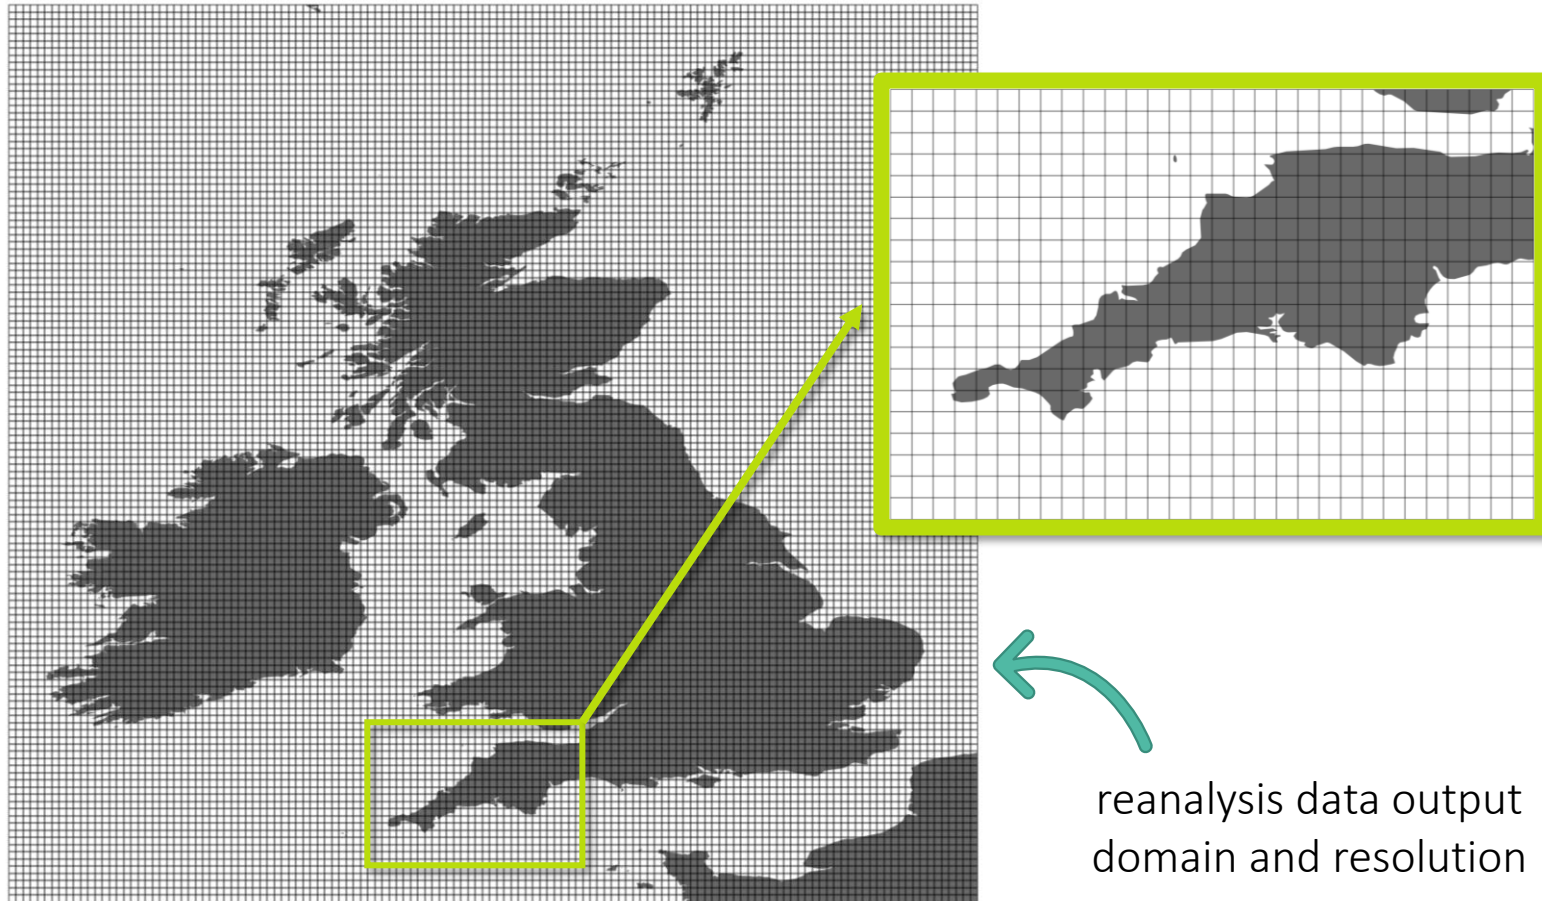 reanalysis data output
domain and resolution